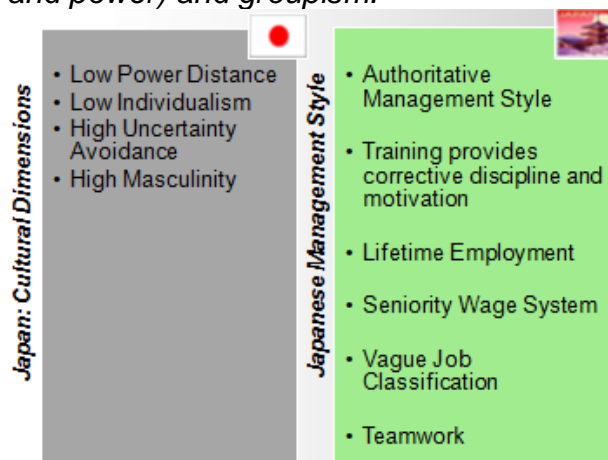 and power) and groupism.
Japan: Cultural Dimensions
• Low Power Distance
• Low Individualism
• High Uncertainty
Avoidance
• High Masculinity
Japanese Management Style
• Authoritative
Management Style
• Training provides
corrective discipline and
motivation
• Lifetime Employment
• Seniority Wage System
• Vague Job
Classification
• Teamwork